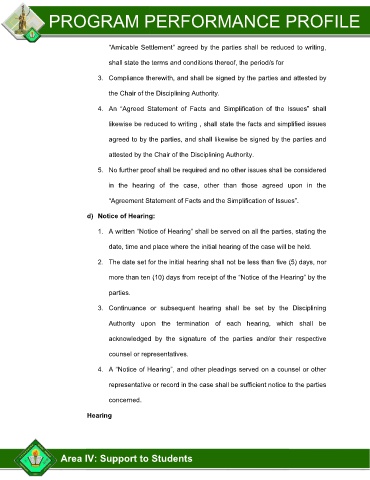 PROGRAM PERFORMANCE PROFILE
"Amicable Settlement" agreed by the parties shall be reduced to writing,
shall state the terms and conditions thereof, the period/s for
3. Compliance therewith, and shall be signed by the parties and attested by
the Chair of the Disciplining Authority.
4. An "Agreed Statement of Facts and Simplification of the Issues" shall
likewise be reduced to writing , shall state the facts and simplified issues
agreed to by the parties, and shall likewise be signed by the parties and
attested by the Chair of the Disciplining Authority.
5. No further proof shall be required and no other issues shall be considered
in the hearing of the case, other than those agreed upon in the
"Agreement Statement of Facts and the Simplification of Issues".
d) Notice of Hearing:
1. A written "Notice of Hearing" shall be served on all the parties, stating the
date, time and place where the initial hearing of the case will be held.
2. The date set for the initial hearing shall not be less than five (5) days, nor
more than ten (10) days from receipt of the "Notice of the Hearing" by the
parties.
3. Continuance or subsequent hearing shall be set by the Disciplining
Authority upon the termination of each hearing, which shall be
acknowledged by the signature of the parties and/or their respective
counsel or representatives.
4. A "Notice of Hearing", and other pleadings served on a counsel or other
representative or record in the case shall be sufficient notice to the parties
concerned.
Hearing
Area IV: Support to Students